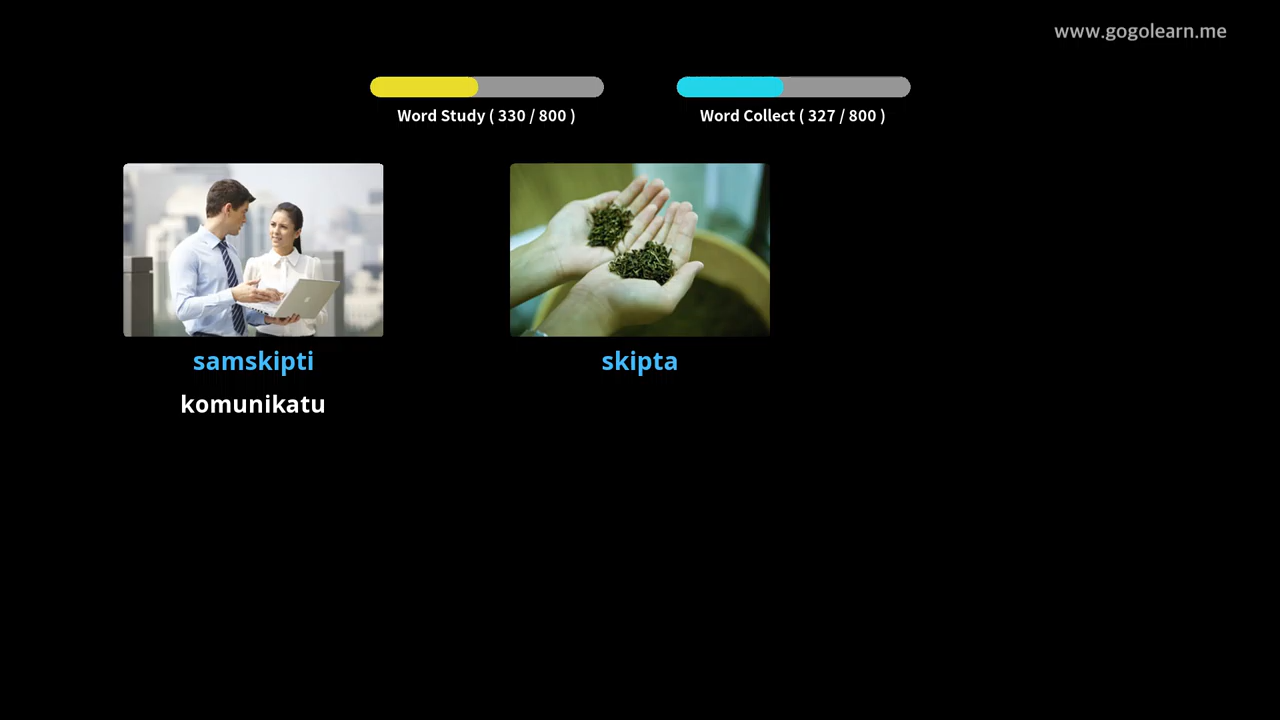 www.gogolearn.me
Word Study ( 330 / 800 )
Word Collect ( 327 / 800 )
samskipti
skipta
komunikatu